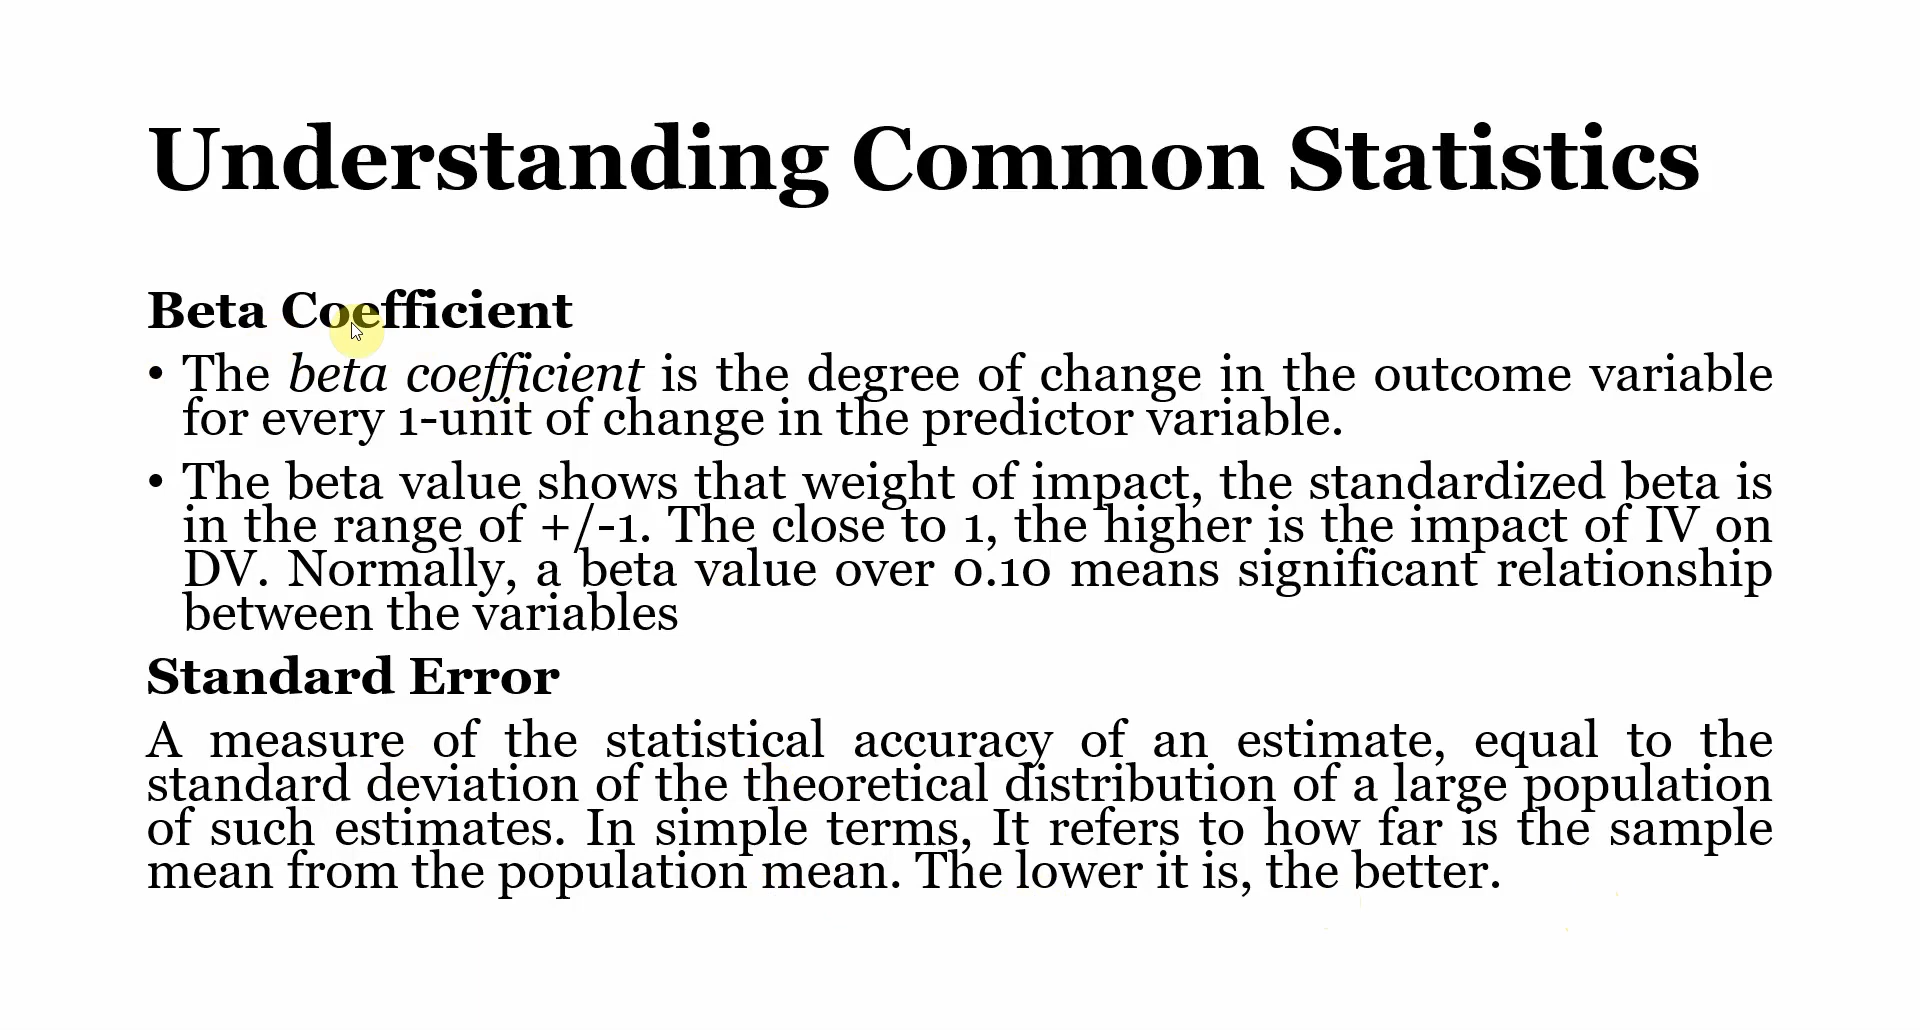 Understanding Common Statistics
Beta Coefficient
• The beta coefficient is the degree of change in the outcome variable
for every 1-unit of change in the predictor variable.
• The beta value shows that weight of impact, the standardized beta is
in the range of +/-1. The close to 1, the higher is the impact of IV on
DV. Normally, a beta value over 0.10 means significant relationship
between the variables
Standard Error
A measure of the statistical accuracy of an estimate, equal to the
standard deviation of the theoretical distribution of a large population
of such estimates. In simple terms, It refers to how far is the sample
mean from the population mean. The lower it is, the better.